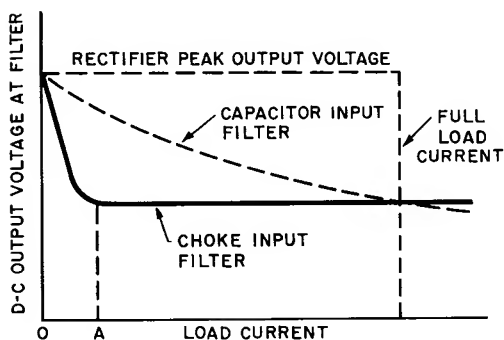 D-C OUTPUT VOLTAGE AT FILTER
RECTIFIER PEAK OUTPUT VOLTAGE
CAPACITOR INPUT
FILTER
FULL
LOAD
CURRENT
CHOKE INPUT
FILTER
O
A
LOAD CURRENT